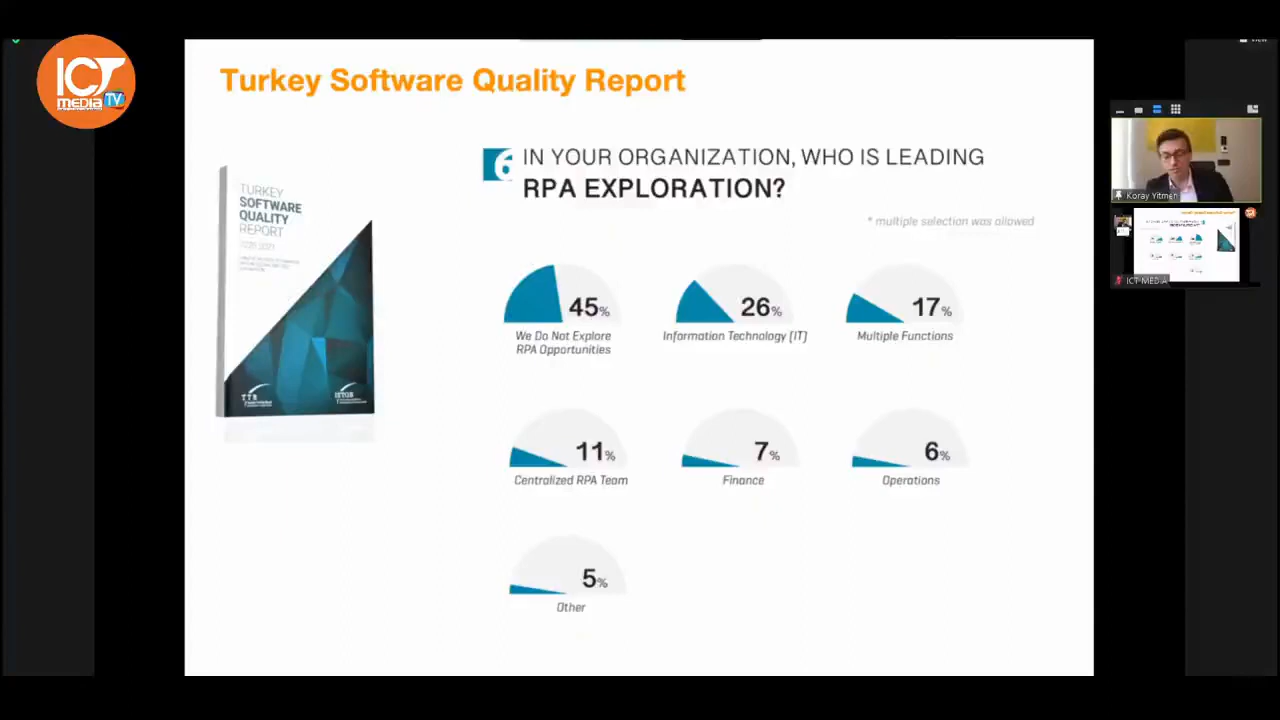 ICT
MEDIA TV
Turkey Software Quality Report
6 IN YOUR ORGANIZATION, WHO IS LEADING
RPA EXPLORATION?
* multiple selection was allowed
TURKEY
SOFTWARE
QUALITY
REPORT
45%
We Do Not Explore
RPA Opportunities
26%
Information Technology (IT)
17%
Multiple Functions
11%
Centralized RPA Team
7%
Finance
6%
Operations
5%
Other
Koray Yitmen
ICT MEDIA